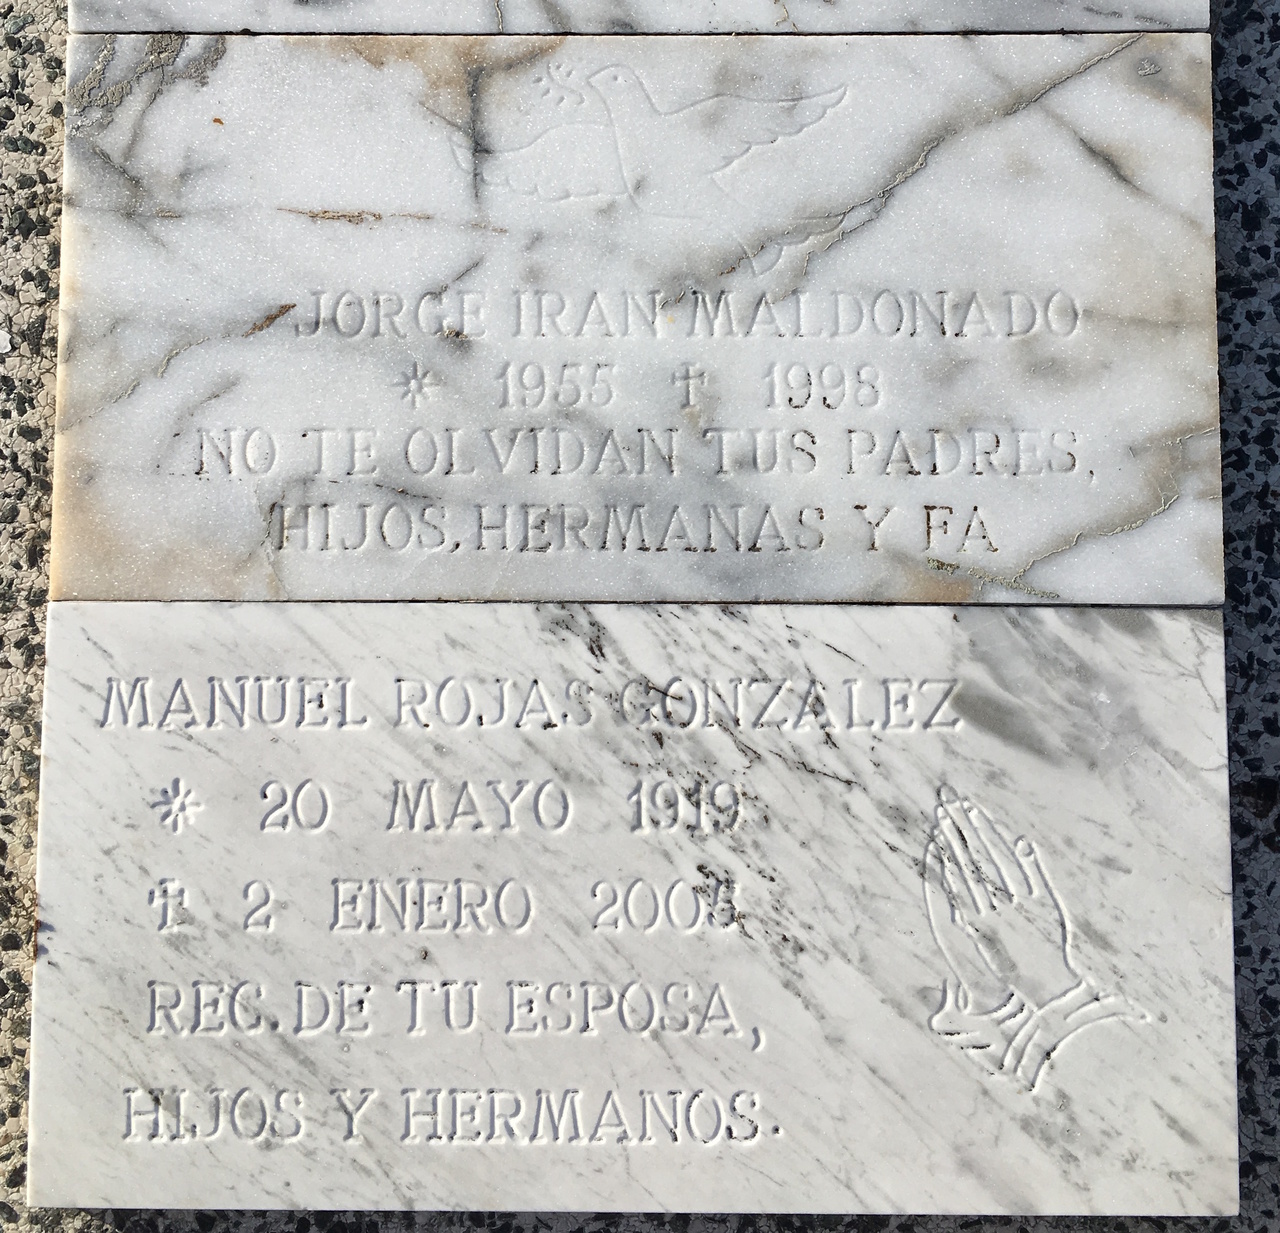 JORGE IRAN MALDONADO
* 1955 ✝ 1998
NO TE OLVIDAN TUS PADRES,
HIJOS, HERMANAS Y FA
MANUEL ROJAS GONZALEZ
* 20 MAYO 1919
✝ 2 ENERO
REC. DE TU ESPOSA,
HIJOS Y HERMANOS.